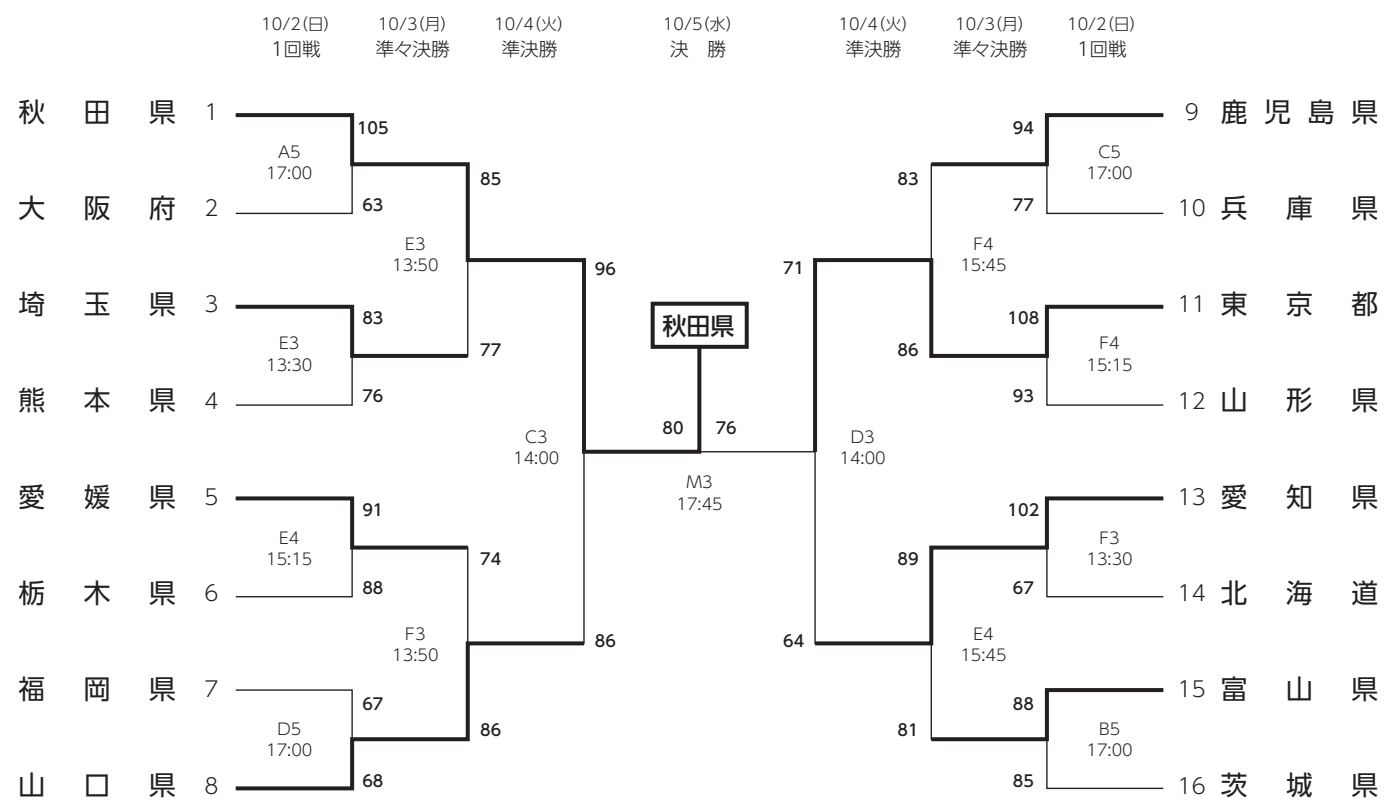 10/2(日) 10/3(月) 10/4(火) 10/5(水) 10/4(火) 10/3(月) 10/2(日)
1回戦 準々決勝 準決勝 決 勝 準決勝 準々決勝 1回戦
秋田県 1 9 鹿児島県
105 94
A5 C5
17:00 17:00
85 83
大阪府 2 63 77 10 兵庫県
E3 F4
13:50 15:45
96 71
埼玉県 3 11 東京都
83 108
秋田県
E3 F4
13:30 15:15
77 86
熊本県 4 76 93 12 山形県
80 76
C3 D3
14:00 14:00
M3
17:45
愛媛県 5 13 愛知県
91 102
E4 F3
15:15 13:30
74 89
栃木県 6 88 67 14 北海道
F3 E4
13:50 15:45
86 64
福岡県 7 15 富山県
67 88
D5 B5
17:00 17:00
86 81
山口県 8 68 85 16 茨城県